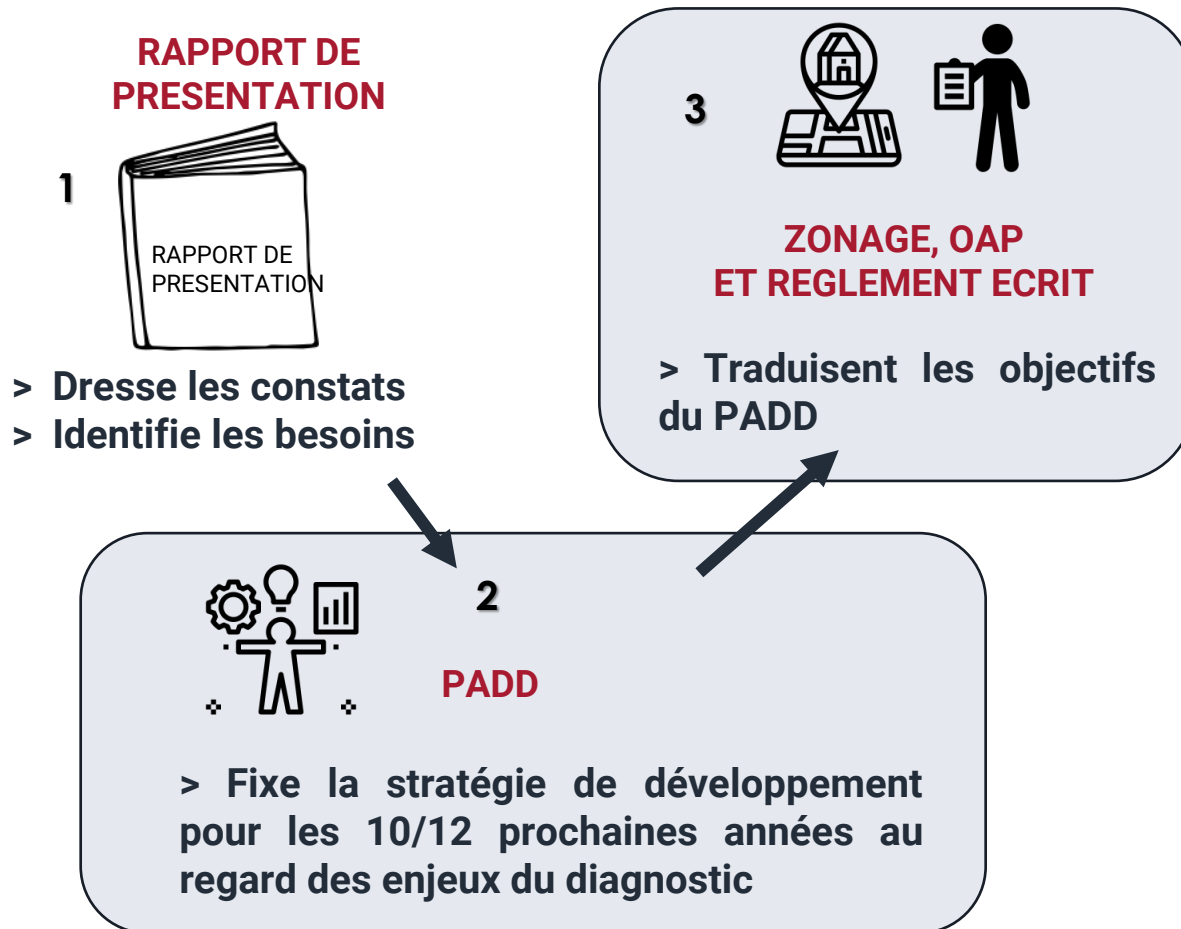 RAPPORT DE
PRESENTATION
1
RAPPORT DE
PRESENTATION
> Dresse les constats
> Identifie les besoins
2
PADD
> Fixe la stratégie de développement
pour les 10/12 prochaines années au
regard des enjeux du diagnostic
3
ZONAGE, OAP
ET REGLEMENT ECRIT
> Traduisent les objectifs
du PADD